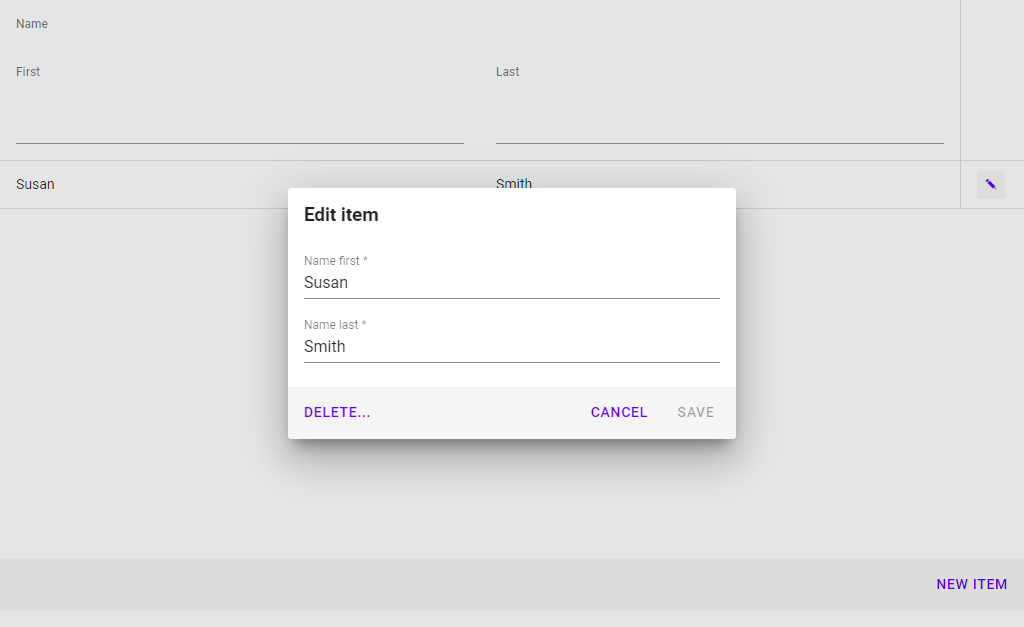 Name
First Last
Susan Smith
Edit item
Name first *
Susan
Name last *
Smith
DELETE... CANCEL SAVE
NEW ITEM